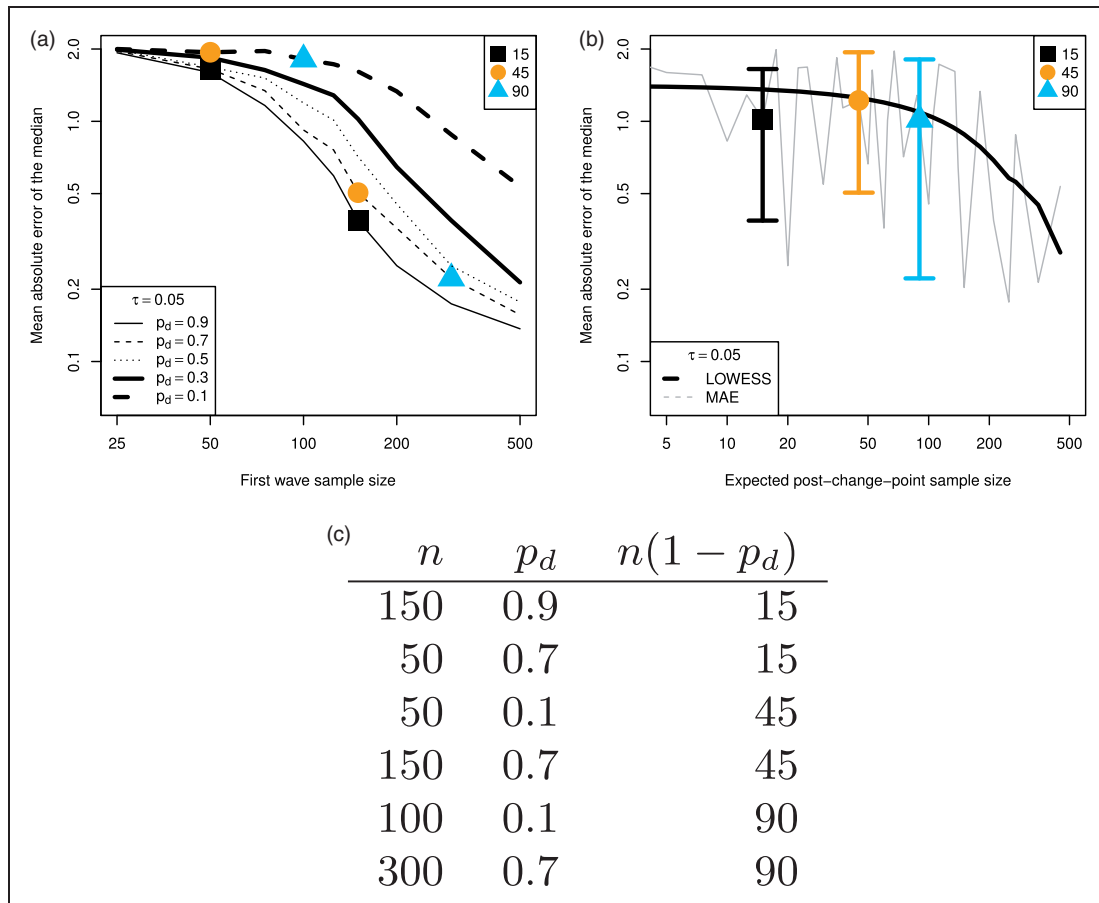 (a)
2.0
1.0
0.5
0.2
0.1
Mean absolute error of the median
15
45
90
τ = 0.05
p_d = 0.9
p_d = 0.7
p_d = 0.5
p_d = 0.3
p_d = 0.1
25 50 100 200 500
First wave sample size
(b)
2.0
1.0
0.5
0.2
0.1
Mean absolute error of the median
15
45
90
τ = 0.05
LOWESS
MAE
5 10 20 50 100 200 500
Expected post−change−point sample size
(c)
n p_d n(1 − p_d)
150 0.9 15
50 0.7 15
50 0.1 45
150 0.7 45
100 0.1 90
300 0.7 90